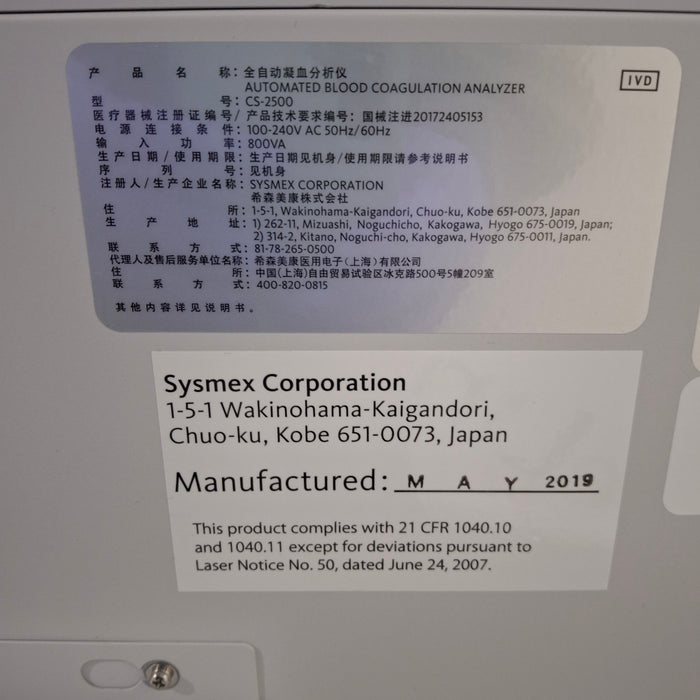 产品名称：全自动凝血分析仪
IVD
AUTOMATED BLOOD COAGULATION ANALYZER
型号：CS-2500
医疗器械注册证编号/产品技术要求编号：国械注进20172405153
电源连接条件：100-240V AC 50Hz/60Hz
输入功率：800VA
生产日期/使用期限：生产日期见机身/使用期限请参考说明书
序列号：见机身
注册人/生产企业名称：SYSMEX CORPORATION
希森美康株式会社
住所：1-5-1, Wakinohama-Kaigandori, Chuo-ku, Kobe 651-0073, Japan
生产地址：1) 262-11, Mizuashi, Noguchicho, Kakogawa, Hyogo 675-0019, Japan;
2) 314-2, Kitano, Noguchi-cho, Kakogawa, Hyogo 675-0011, Japan.
联系方式：81-78-265-0500
代理人及售后服务单位名称：希森美康医用电子（上海）有限公司
住所：中国（上海）自由贸易试验区冰克路500号5幢209室
联系方式：400-820-0815
其他内容详见说明书。
Sysmex Corporation
1-5-1 Wakinohama-Kaigandori,
Chuo-ku, Kobe 651-0073, Japan
Manufactured: MAY 2019
This product complies with 21 CFR 1040.10
and 1040.11 except for deviations pursuant to
Laser Notice No. 50, dated June 24, 2007.